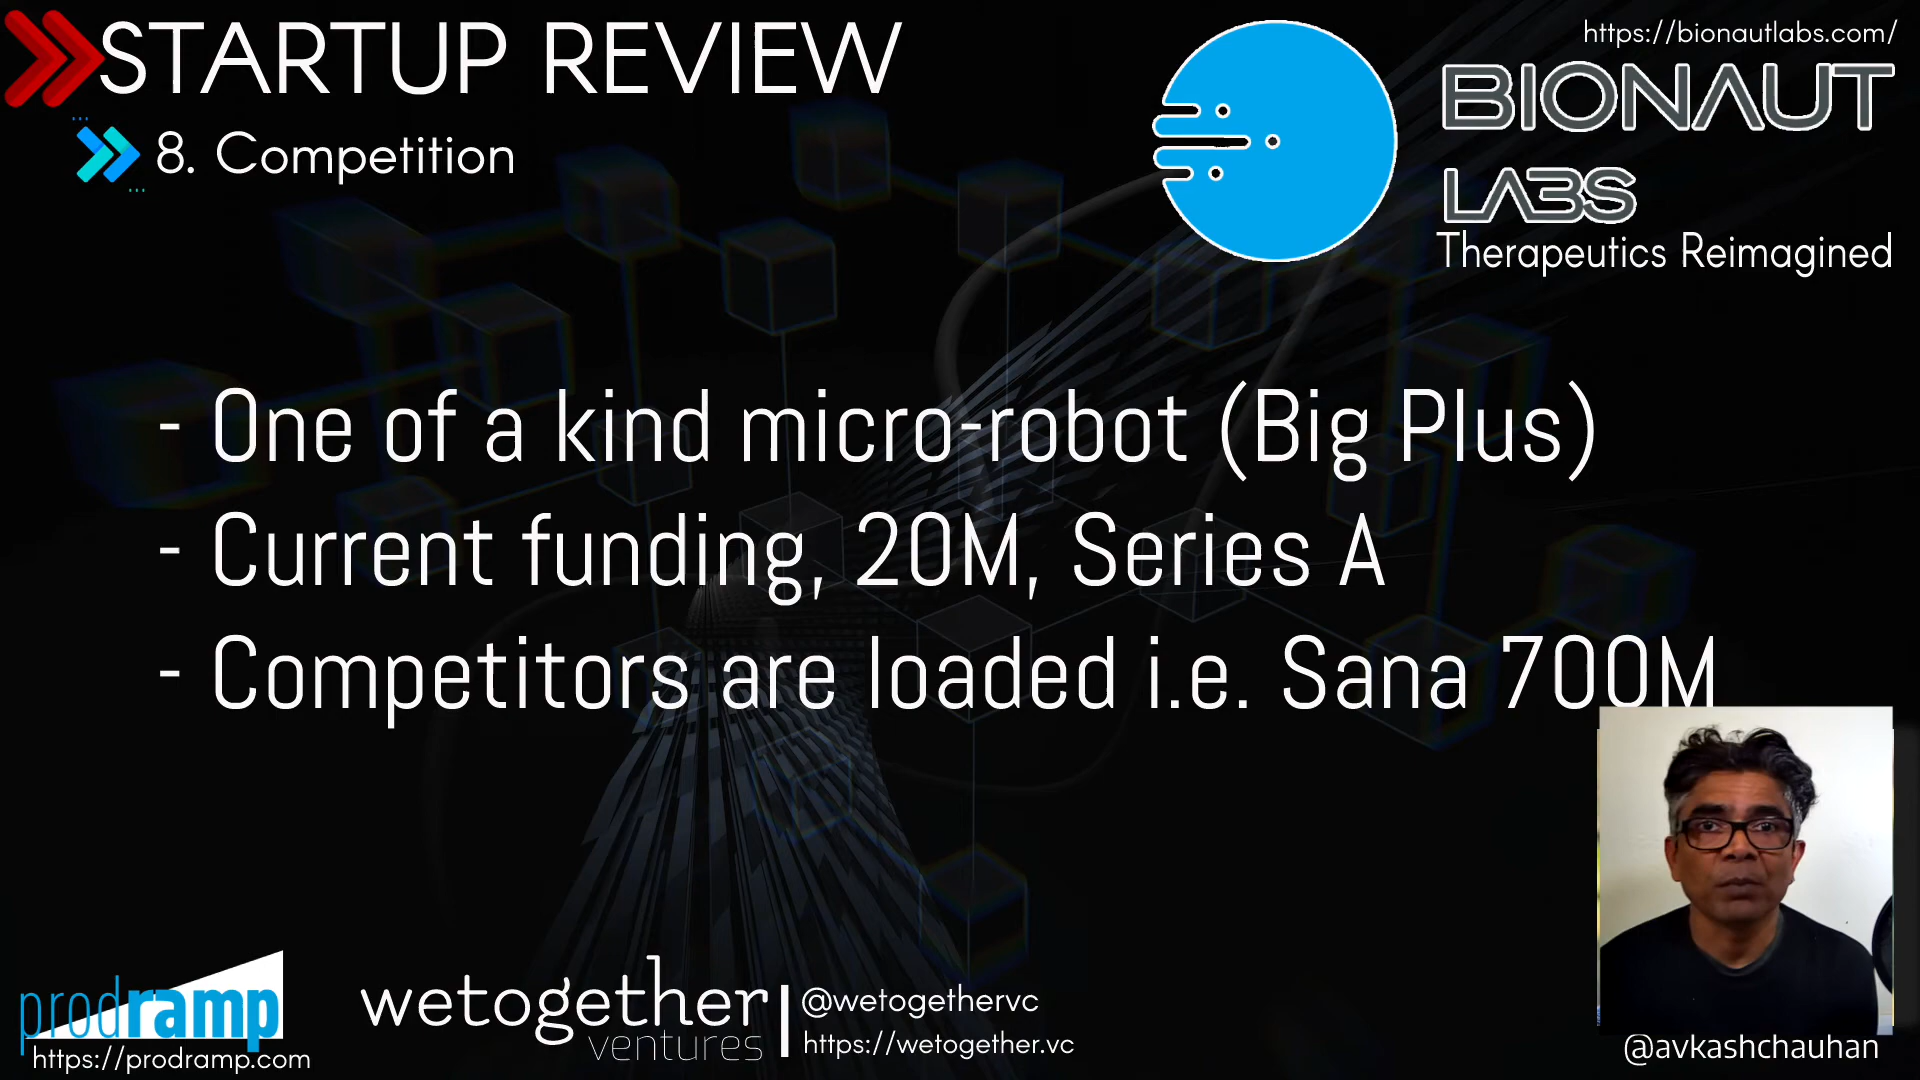 STARTUP REVIEW
8. Competition
https://bionautlabs.com/
BIONAUT
LABS
Therapeutics Reimagined
- One of a kind micro-robot (Big Plus)
- Current funding, 20M, Series A
- Competitors are loaded i.e. Sana 700M
prodramp
https://prodramp.com
wetogether
ventures
@wetogethervc
https://wetogether.vc
@avkashchauhan